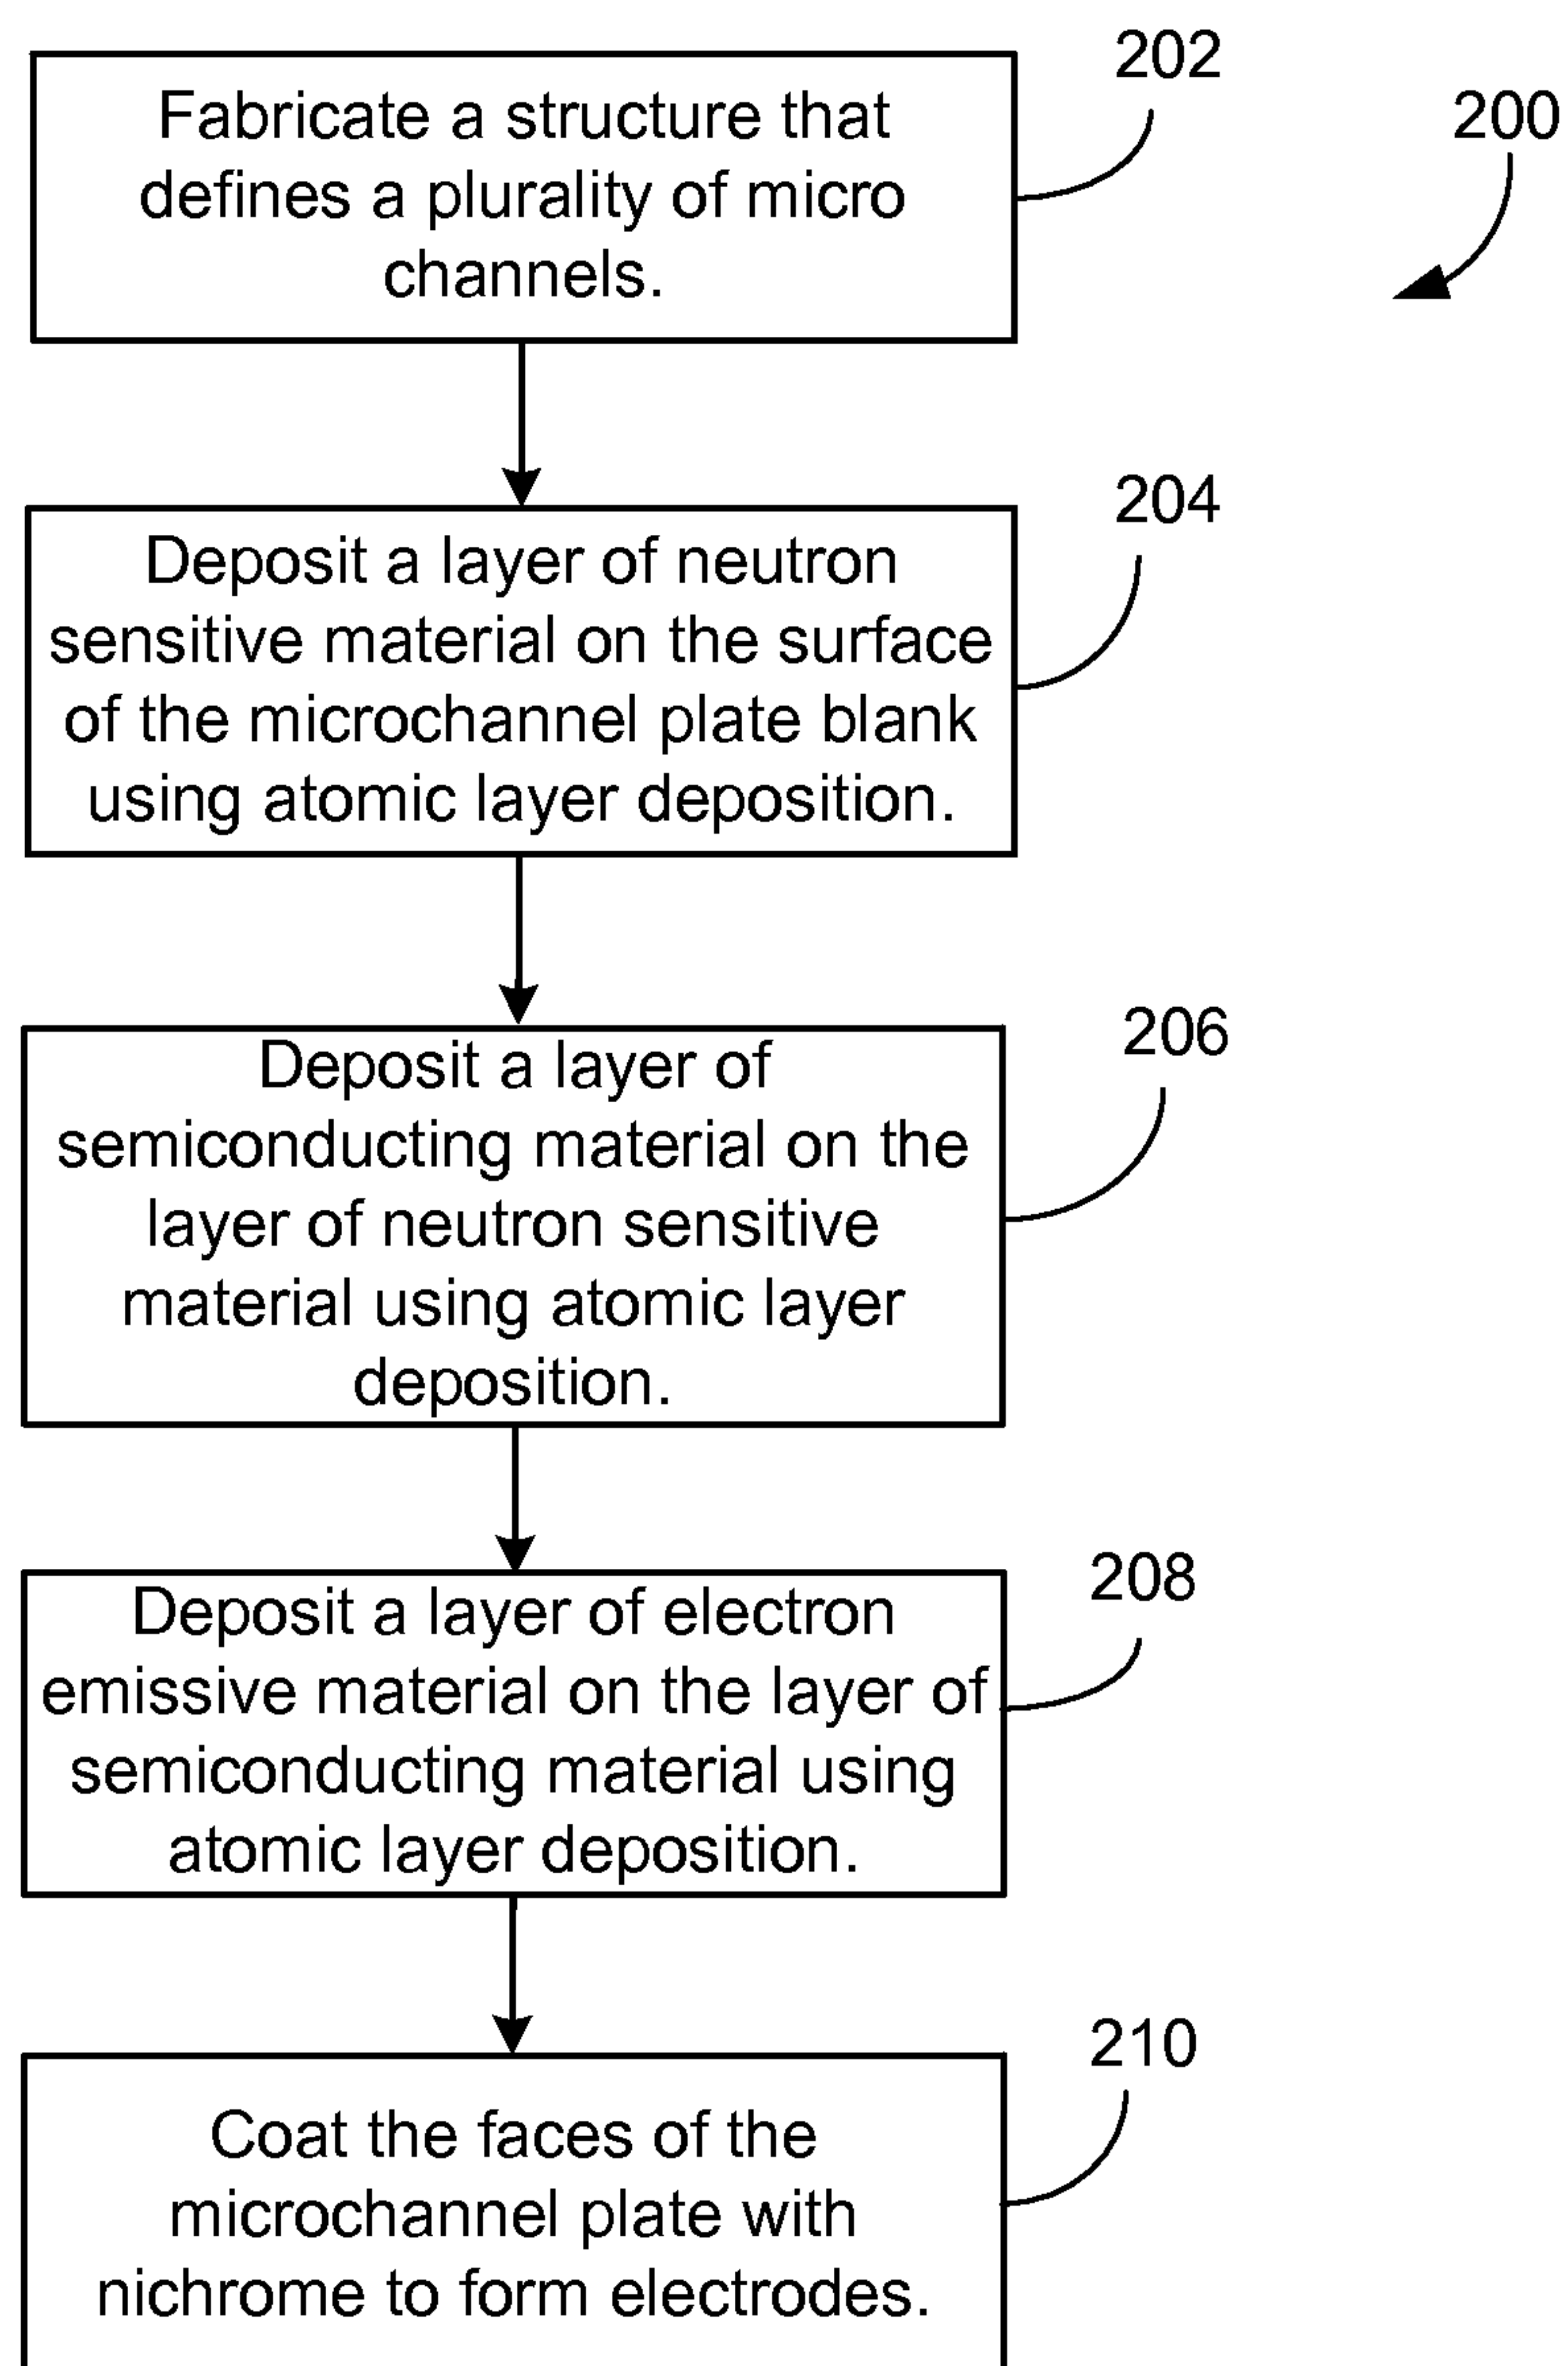 202
200
Fabricate a structure that
defines a plurality of micro
channels.
204
Deposit a layer of neutron
sensitive material on the surface
of the microchannel plate blank
using atomic layer deposition.
206
Deposit a layer of
semiconducting material on the
layer of neutron sensitive
material using atomic layer
deposition.
208
Deposit a layer of electron
emissive material on the layer of
semiconducting material using
atomic layer deposition.
210
Coat the faces of the
microchannel plate with
nichrome to form electrodes.